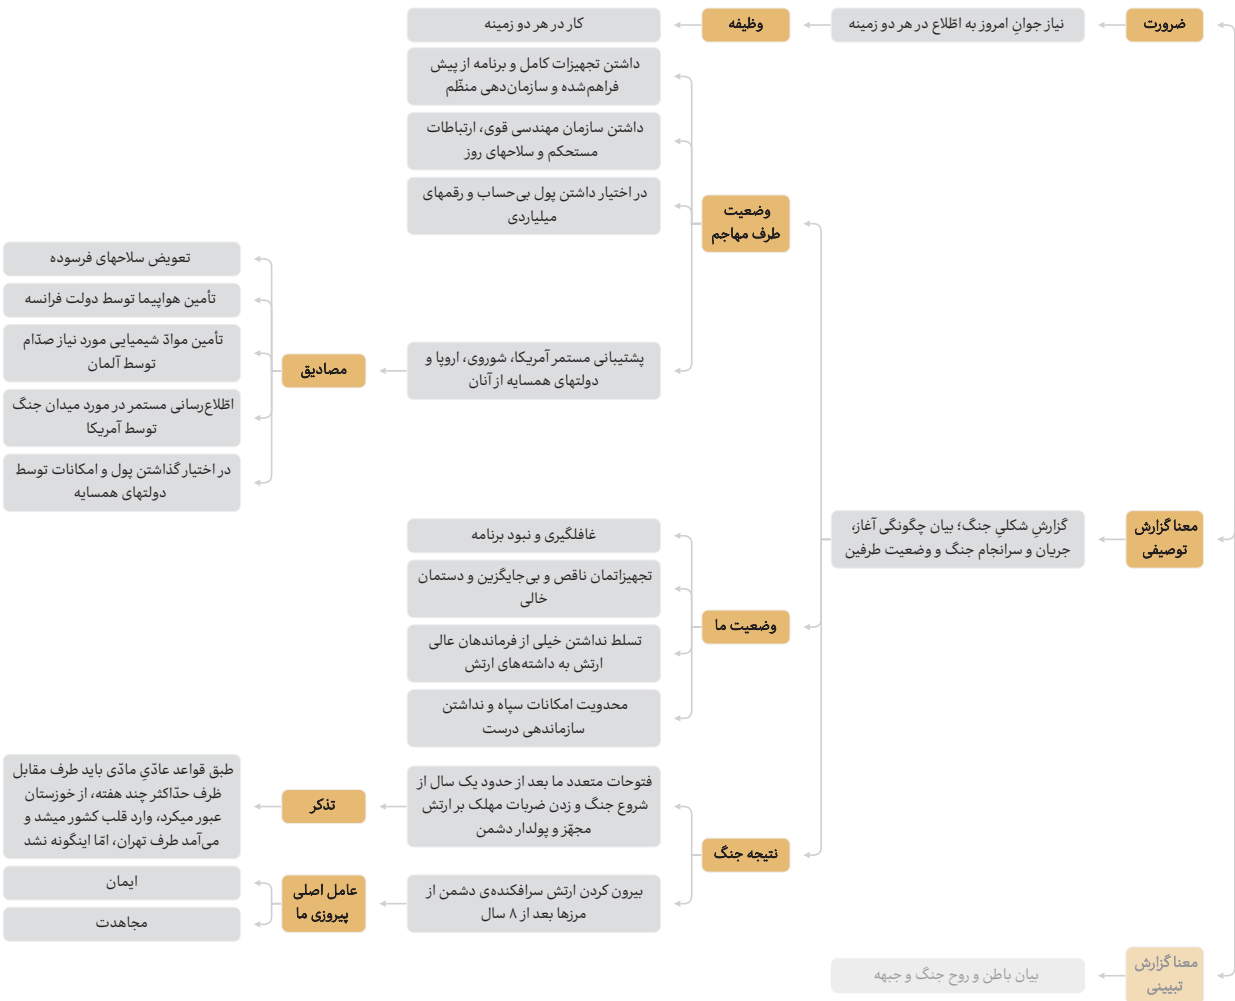 ضرورت
نیاز جوانِ امروز به اطّلاع در هر دو زمینه
وظیفه
کار در هر دو زمینه
معنا گزارش
توصیفی
گزارشِ شکلیِ جنگ؛ بیان چگونگی آغاز،
جریان و سرانجام جنگ و وضعیت طرفین
وضعیت
طرف مهاجم
داشتن تجهیزات کامل و برنامه از پیش
فراهم‌شده و سازمان‌دهی منظّم
داشتن سازمان مهندسی قوی، ارتباطات
مستحکم و سلاحهای روز
در اختیار داشتن پول بی‌حساب و رقمهای
میلیاردی
پشتیبانی مستمر آمریکا، شوروی، اروپا و
دولتهای همسایه از آنان
مصادیق
تعویض سلاحهای فرسوده
تأمین هواپیما توسط دولت فرانسه
تأمین موادّ شیمیایی مورد نیاز صدّام
توسط آلمان
اطّلاع‌رسانی مستمر در مورد میدان جنگ
توسط آمریکا
در اختیار گذاشتن پول و امکانات توسط
دولتهای همسایه
وضعیت ما
غافلگیری و نبود برنامه
تجهیزاتمان ناقص و بی‌جایگزین و دستمان
خالی
تسلط نداشتن خیلی از فرماندهان عالی
ارتش به داشته‌های ارتش
محدویت امکانات سپاه و نداشتن
سازماندهی درست
نتیجه جنگ
فتوحات متعدد ما بعد از حدود یک سال از
شروع جنگ و زدن ضربات مهلک بر ارتش
مجهّز و پولدار دشمن
تذکر
طبق قواعد عادّیِ مادّی باید طرف مقابل
ظرف حدّاکثر چند هفته، از خوزستان
عبور میکرد، وارد قلب کشور میشد و
می‌آمد طرف تهران، امّا اینگونه نشد
بیرون کردن ارتش سرافکنده‌ی دشمن از
مرزها بعد از ۸ سال
عامل اصلی
پیروزی ما
ایمان
مجاهدت
معنا گزارش
تبیینی
بیان باطن و روح جنگ و جبهه